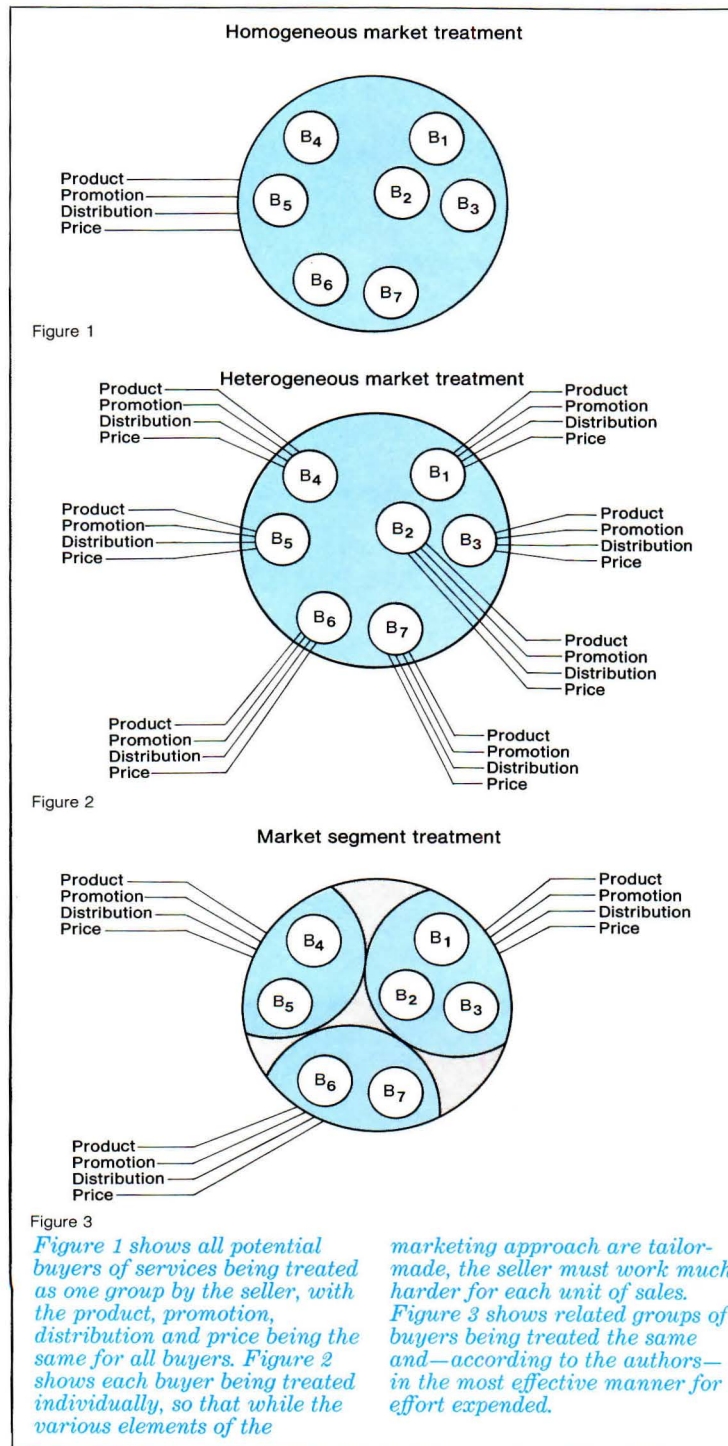 Homogeneous market treatment
B4
B1
B2
B5
B3
B6
B7
Product
Promotion
Distribution
Price
Figure 1
Heterogeneous market treatment
Product
Promotion
Distribution
Price
Product
Promotion
Distribution
Price
B4
B1
Product
Promotion
Distribution
Price
B5
B2
B3
Product
Promotion
Distribution
Price
B6
B7
Product
Promotion
Distribution
Price
Product
Promotion
Distribution
Price
Product
Promotion
Distribution
Price
Figure 2
Market segment treatment
Product
Promotion
Distribution
Price
Product
Promotion
Distribution
Price
B4
B1
B5
B2
B3
B6
B7
Product
Promotion
Distribution
Price
Figure 3
Figure 1 shows all potential
buyers of services being treated
as one group by the seller, with
the product, promotion,
distribution and price being the
same for all buyers. Figure 2
shows each buyer being treated
individually, so that while the
various elements of the
marketing approach are tailor-
made, the seller must work much
harder for each unit of sales.
Figure 3 shows related groups of
buyers being treated the same
and—according to the authors—
in the most effective manner for
effort expended.